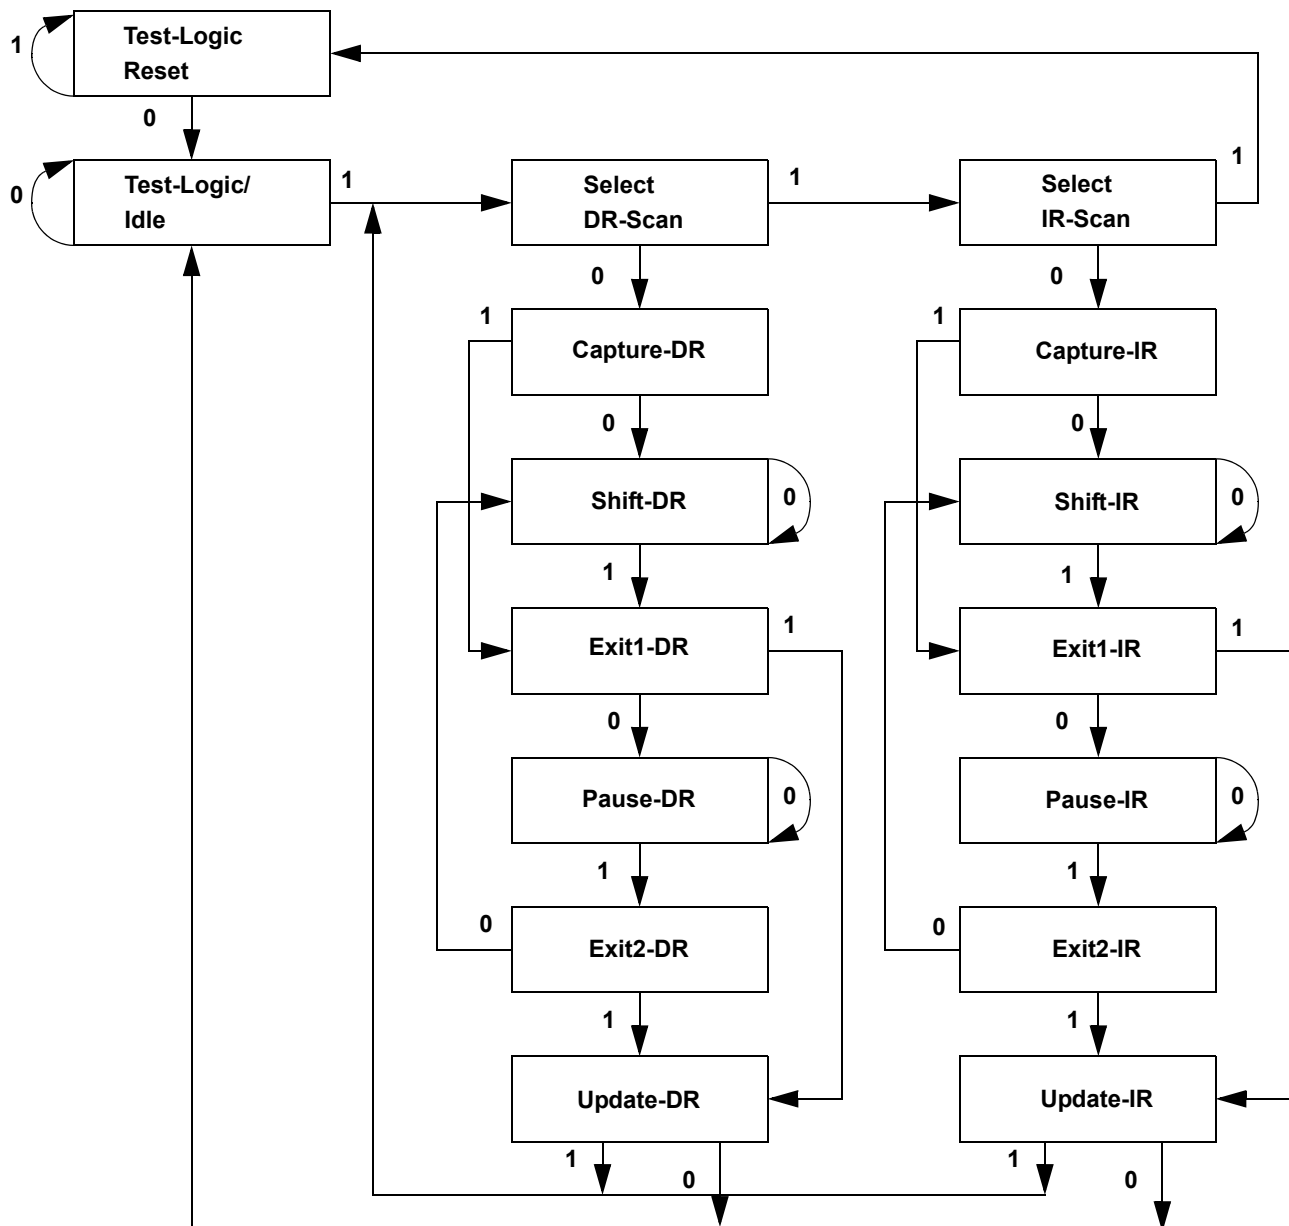 Test-Logic
Reset
1
0
Test-Logic/
Idle
0
1
Select
DR-Scan
1
Select
IR-Scan
1
0
0
1
Capture-DR
1
Capture-IR
0
0
Shift-DR
0
Shift-IR
0
1
1
Exit1-DR
1
Exit1-IR
1
0
0
Pause-DR
0
Pause-IR
0
1
1
0
Exit2-DR
0
Exit2-IR
1
1
Update-DR
Update-IR
1
0
1
0